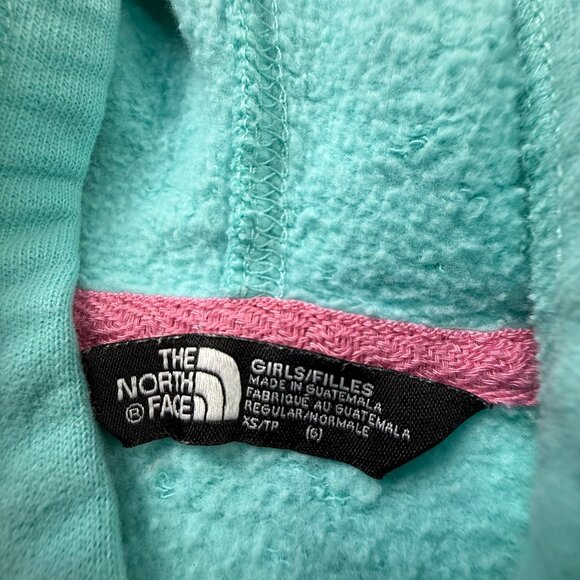 THE
NORTH
® FACE
GIRLS/FILLES
MADE IN GUATEMALA
FABRIQUÉ AU GUATEMALA
REGULAR/NORMALE
XS/TP (6)